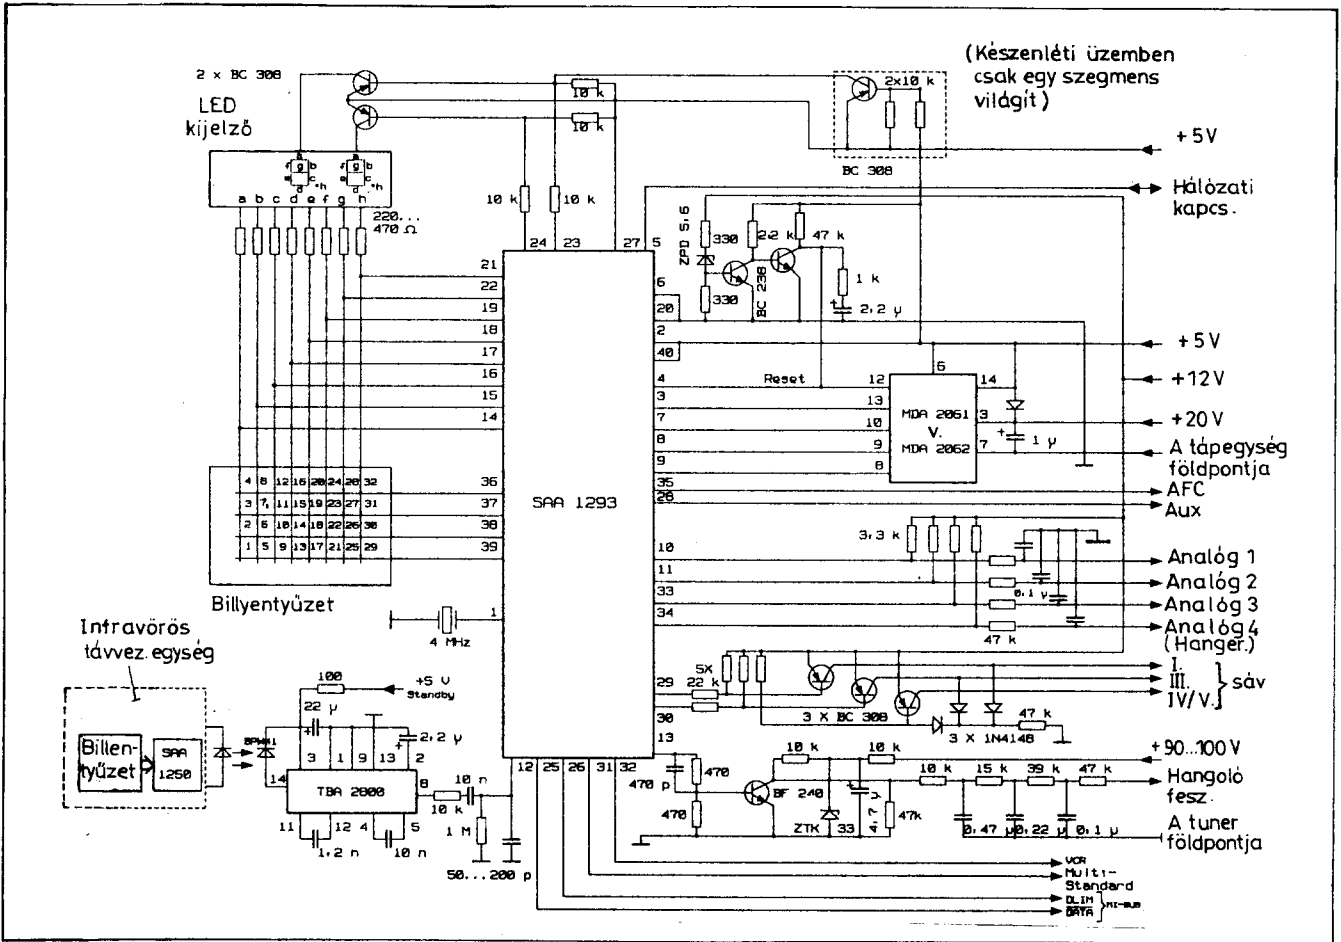 (Készenléti üzemben
csak egy szegmens
világít)
2 x BC 308
LED
kijelző
10 k
10 k
2x10 k
BC 308
+5V
a
f g b
e c
d
°h
a
f g b
e c
d
°h
a b c d e f g h
220...
470 Ω
10 k
10 k
Hálózati
kapcs.
24 23 27 5
ZPD 5,6
330
330
2,2 k
47 k
BC 238
1 k
2,2 µ
+
21
22
19
18
17
16
15
14
6
20
2
40
4
3
7
8
9
35
28
Reset
+5V
+12V
+20V
A tápegység
földpontja
AFC
Aux
6
12
13
10
9
8
14
3
7
MDA 2061
V.
MDA 2062
+
1 µ
SAA 1293
4 8 12 16 20 24 28 32
3 7 11 15 19 23 27 31
2 6 10 14 18 22 26 30
1 5 9 13 17 21 25 29
36
37
38
39
Billyentyűzet
1
4 MHz
10
11
33
34
3,3 k
0,1 µ
47 k
Analóg 1
Analóg 2
Analóg 3
Analóg 4
(Hanger.)
Infravörös
távvez. egység
Billen-
tyűzet
SAA
1250
100
+5 V
Standby
22 µ
+
2,2 µ
+
3 1 9 13 2
14
8
TBA 2800
11 12 4 5
1,2 n
10 n
10 n
10 k
1 M
50...200 p
29
30
13
5X
22 k
3 X BC 308
3 X 1N4148
47 k
I.
III.
IV/V.
sáv
12 25 26 31 32
470 p
470
470
BF 240
10 k
10 k
ZTK 33
+
4,7 µ
47k
10 k
15 k
39 k
47 k
0,47 µ
0,22 µ
0,1 µ
+90...100V
Hangoló
fesz.
A tuner
földpontja
VCR
Multi-
Standard
DLIM
DATA